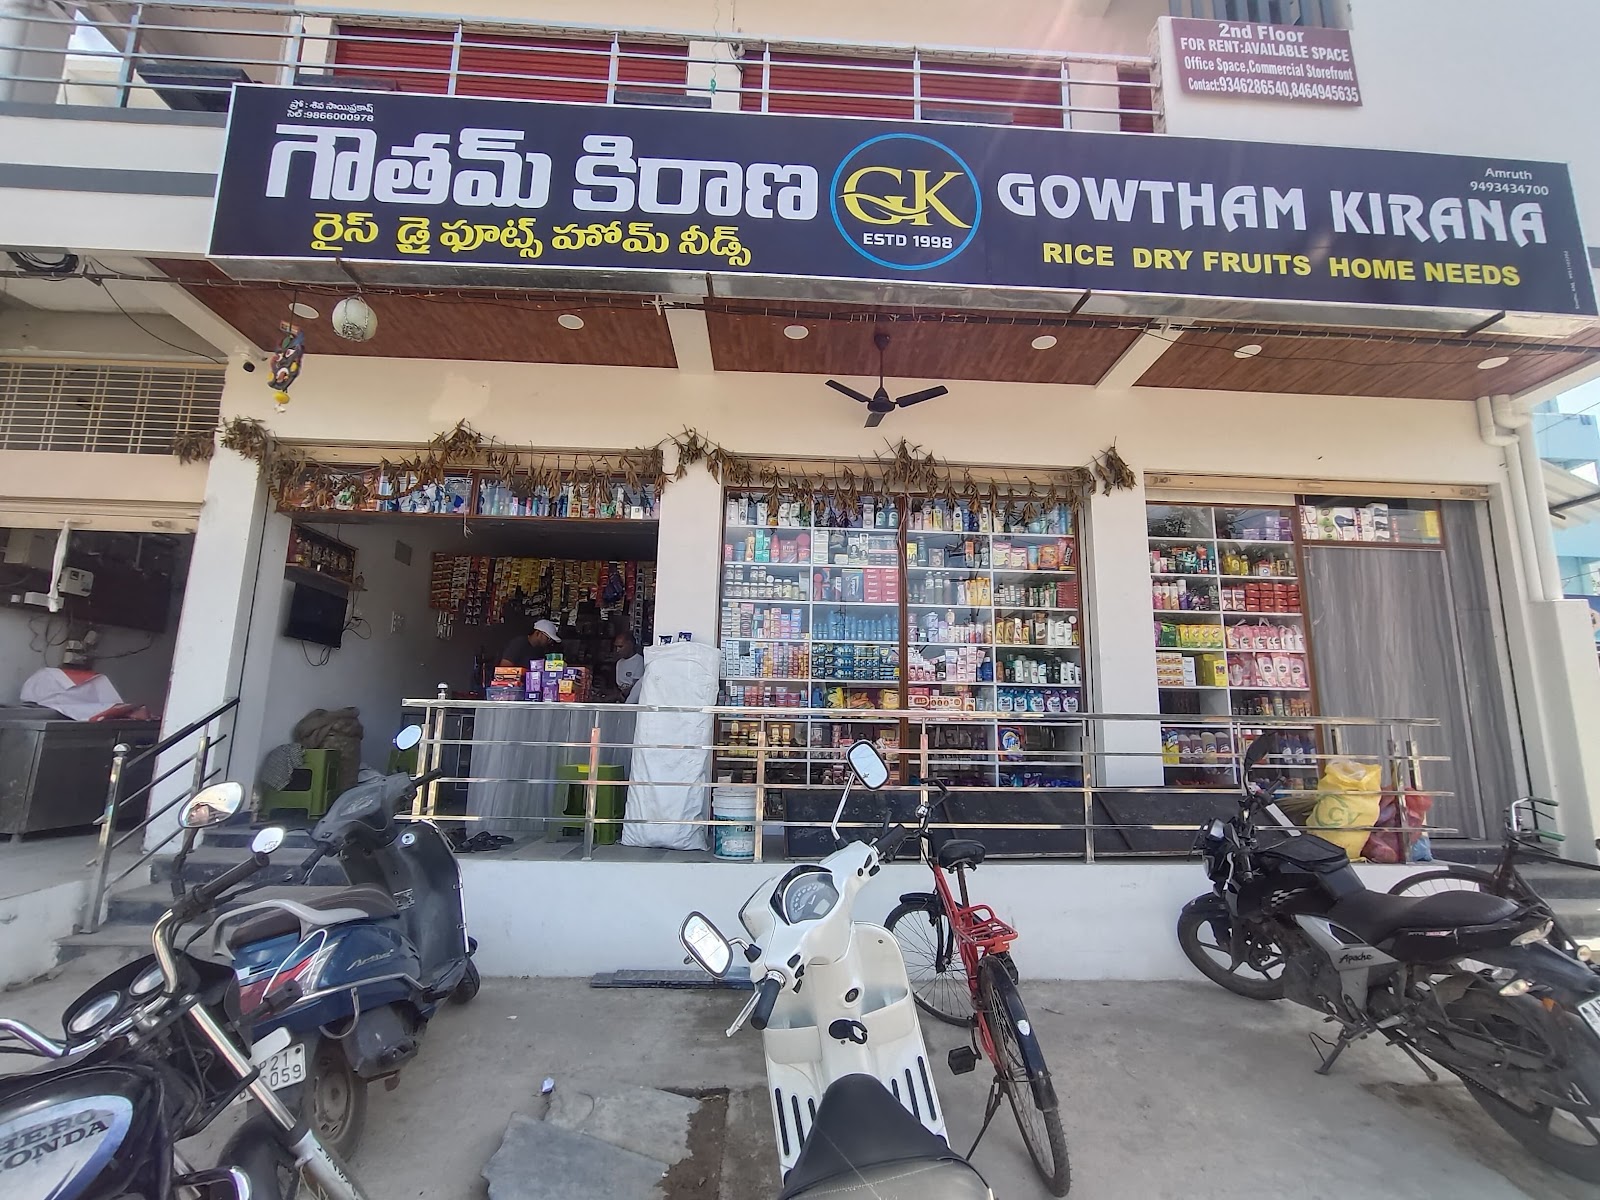 2nd Floor
FOR RENT:AVAILABLE SPACE
Office Space,Commercial Storefront
Contact:9346286540,8464945635
ప్రో : శివ సాయిప్రకాష్
సెల్ :9866000978
గౌతమ్ కిరాణ
రైస్ డ్రై ఫ్రూట్స్ హోమ్ నీడ్స్
GK
ESTD 1998
Amruth
9493434700
GOWTHAM KIRANA
RICE DRY FRUITS HOME NEEDS
Apache
HERO
HONDA